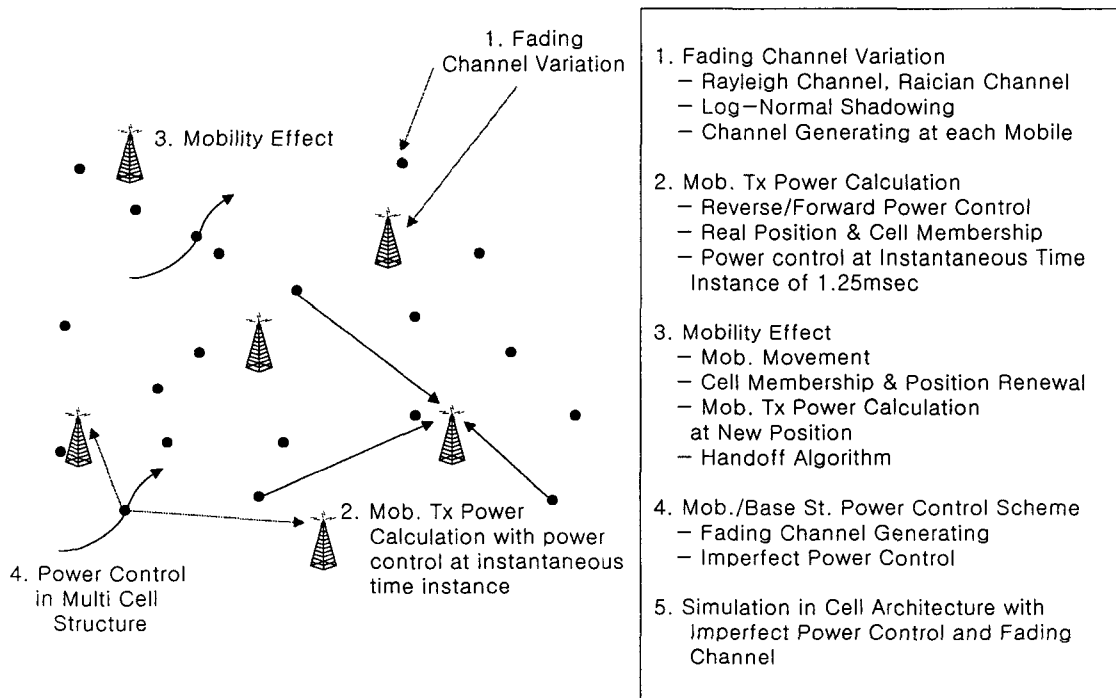 1. Fading
Channel Variation
3. Mobility Effect
2. Mob. Tx Power
Calculation with power
control at instantaneous
time instance
4. Power Control
in Multi Cell
Structure
1. Fading Channel Variation
– Rayleigh Channel, Raician Channel
– Log–Normal Shadowing
– Channel Generating at each Mobile
2. Mob. Tx Power Calculation
– Reverse/Forward Power Control
– Real Position & Cell Membership
– Power control at Instantaneous Time
Instance of 1.25msec
3. Mobility Effect
– Mob. Movement
– Cell Membership & Position Renewal
– Mob. Tx Power Calculation
at New Position
– Handoff Algorithm
4. Mob./Base St. Power Control Scheme
– Fading Channel Generating
– Imperfect Power Control
5. Simulation in Cell Architecture with
Imperfect Power Control and Fading
Channel